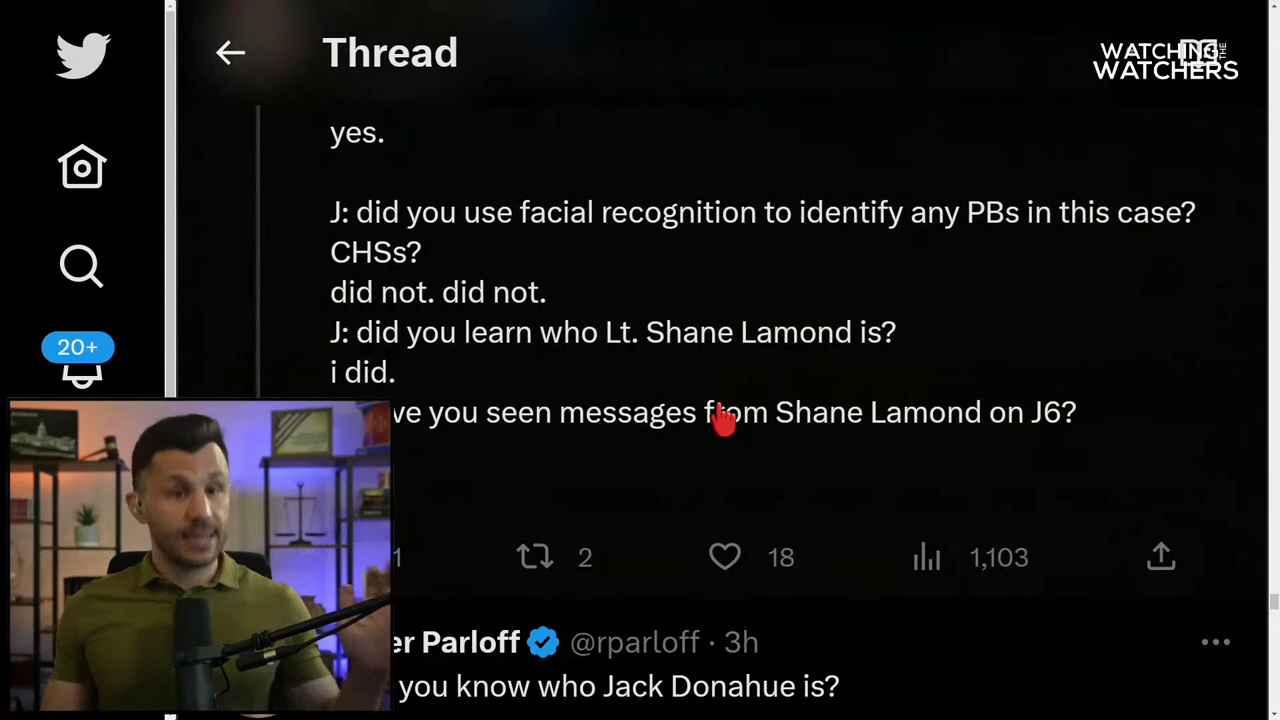 Thread
WATCHING
THE
WATCHERS
yes.
J: did you use facial recognition to identify any PBs in this case?
CHSs?
did not. did not.
J: did you learn who Lt. Shane Lamond is?
20+
i did.
ve you seen messages from Shane Lamond on J6?
1
2
18
1,103
er Parloff @rparloff · 3h
you know who Jack Donahue is?